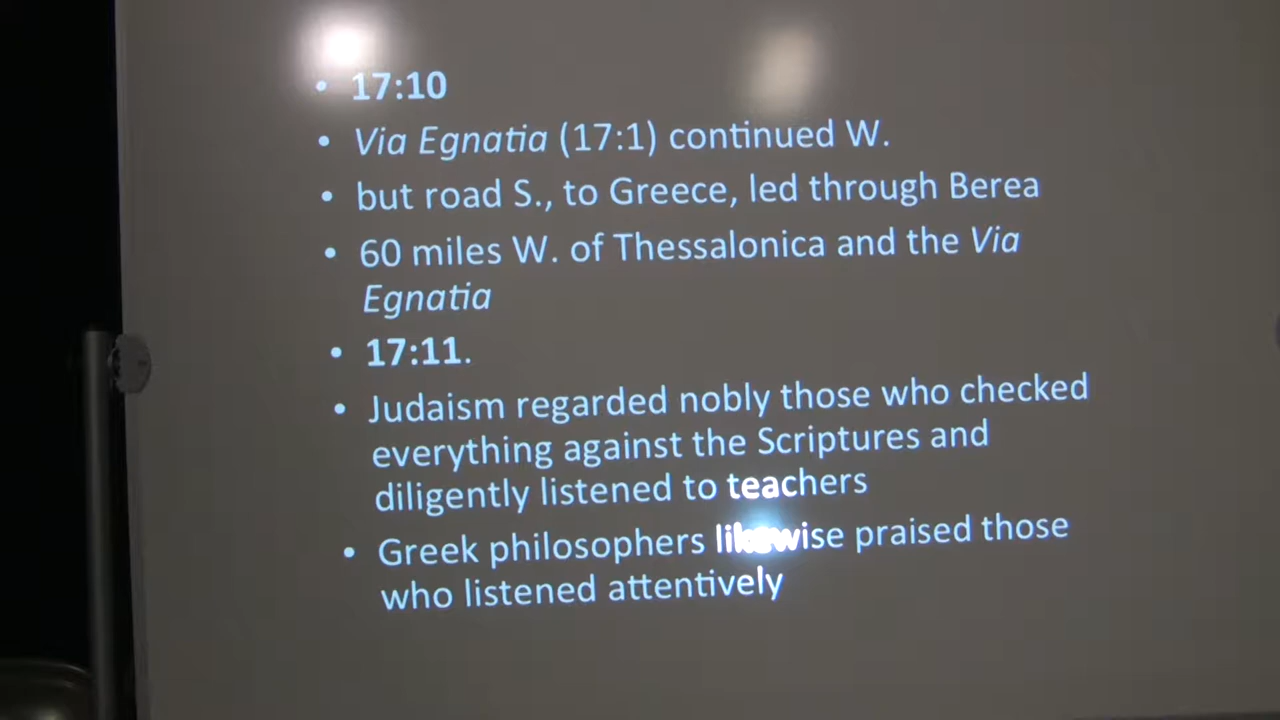 • 17:10
• Via Egnatia (17:1) continued W.
• but road S., to Greece, led through Berea
• 60 miles W. of Thessalonica and the Via
Egnatia
• 17:11.
• Judaism regarded nobly those who checked
everything against the Scriptures and
diligently listened to teachers
• Greek philosophers likewise praised those
who listened attentively